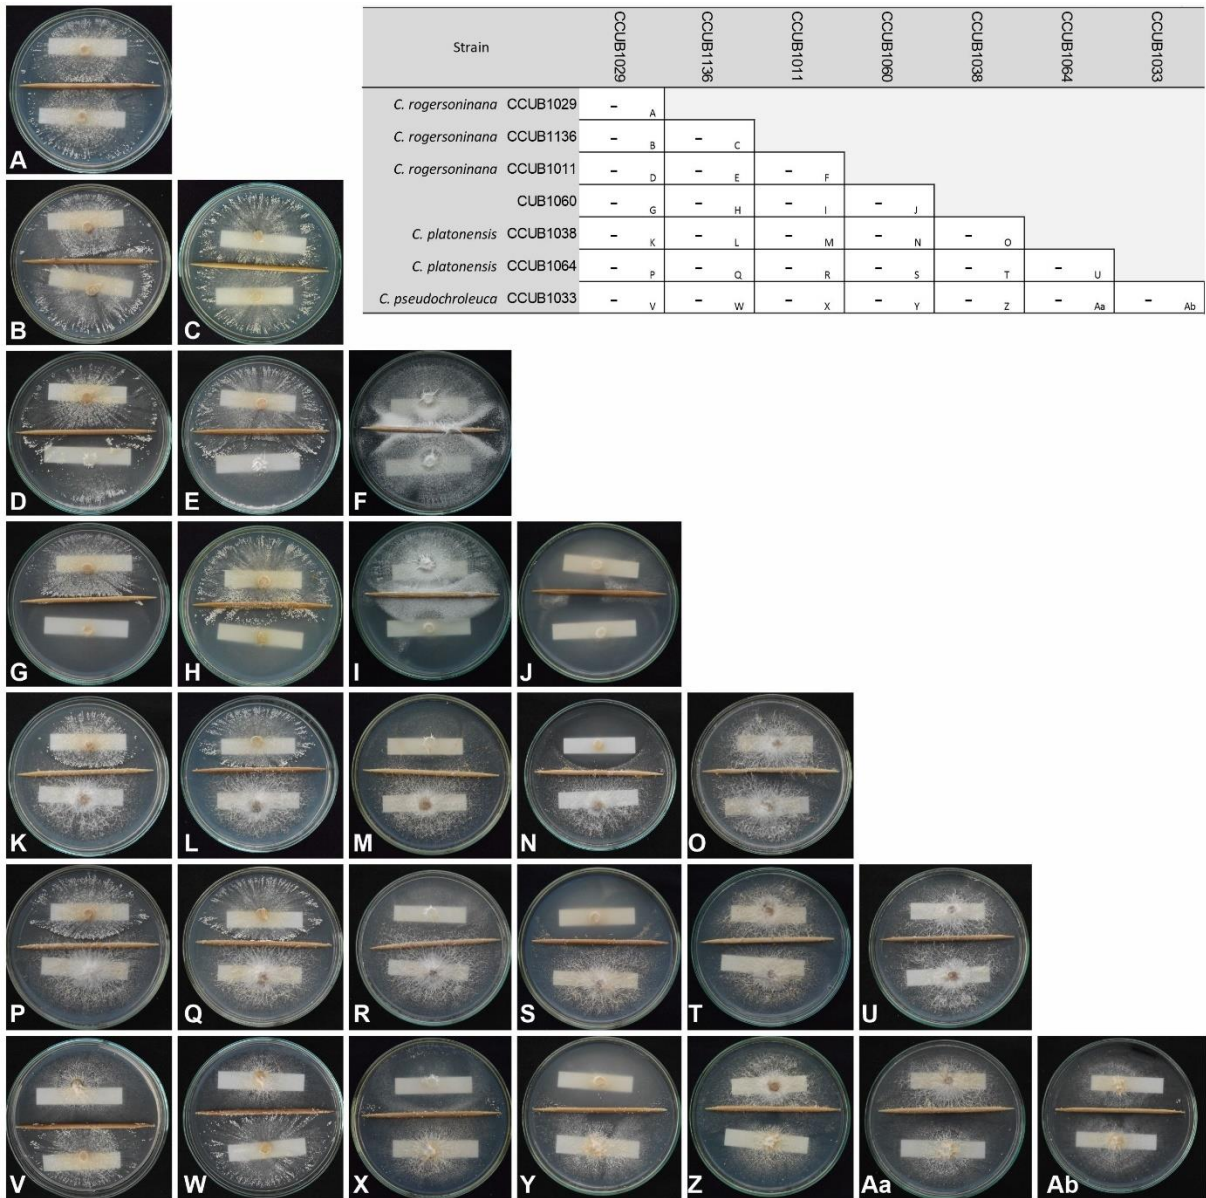 A
Strain CCUB1029 CCUB1136 CCUB1011 CCUB1060 CCUB1038 CCUB1064 CCUB1033
C. rogersoninana CCUB1029 - A
C. rogersoninana CCUB1136 - B - C
C. rogersoninana CCUB1011 - D - E - F
CUB1060 - G - H - I - J
C. platonensis CCUB1038 - K - L - M - N - O
C. platonensis CCUB1064 - P - Q - R - S - T - U
C. pseudochroleuca CCUB1033 - V - W - X - Y - Z - Aa - Ab
B C
D E F
G H I J
K L M N O
P Q R S T U
V W X Y Z Aa Ab